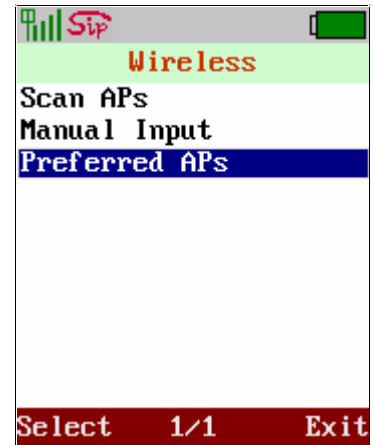 Sip
Wireless
Scan APs
Manual Input
Preferred APs
Select 1/1 Exit